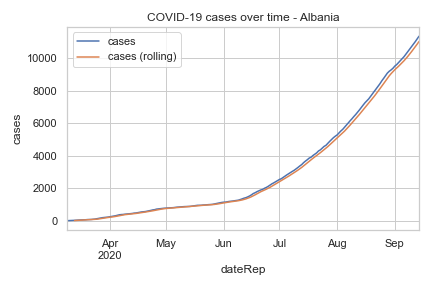 COVID-19 cases over time - Albania
cases
cases (rolling)
10000
8000
6000
4000
2000
0
cases
Apr
2020
May
Jun
Jul
Aug
Sep
dateRep